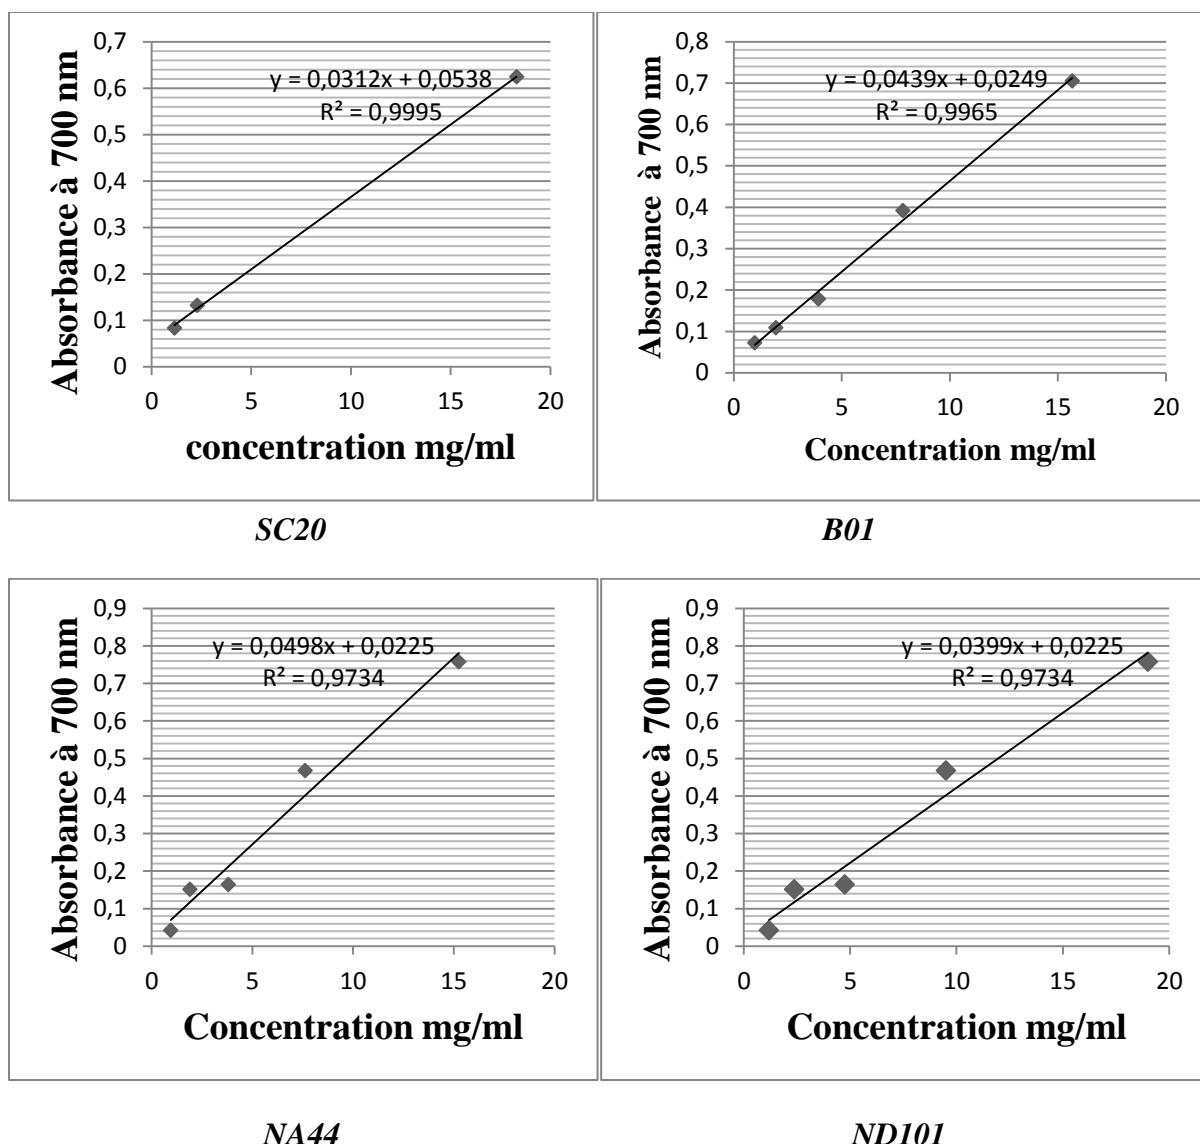 0,7
0,6
0,5
0,4
0,3
0,2
0,1
0
Absorbance à 700 nm
y = 0,0312x + 0,0538
R² = 0,9995
0 5 10 15 20
concentration mg/ml
SC20
0,8
0,7
0,6
0,5
0,4
0,3
0,2
0,1
0
Absorbance à 700 nm
y = 0,0439x + 0,0249
R² = 0,9965
0 5 10 15 20
Concentration mg/ml
B01
0,9
0,8
0,7
0,6
0,5
0,4
0,3
0,2
0,1
0
Absorbance à 700 nm
y = 0,0498x + 0,0225
R² = 0,9734
0 5 10 15 20
Concentration mg/ml
NA44
0,9
0,8
0,7
0,6
0,5
0,4
0,3
0,2
0,1
0
Absorbance à 700 nm
y = 0,0399x + 0,0225
R² = 0,9734
0 5 10 15 20
Concentration mg/ml
ND101